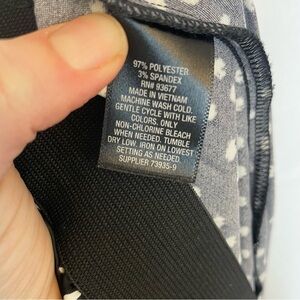 97% POLYESTER
3% SPANDEX
RN# 93677
MADE IN VIETNAM
MACHINE WASH COLD.
GENTLE CYCLE WITH LIKE
COLORS. ONLY
NON-CHLORINE BLEACH
WHEN NEEDED. TUMBLE
DRY LOW. IRON ON LOWEST
SETTING AS NEEDED.
SUPPLIER 73935-9